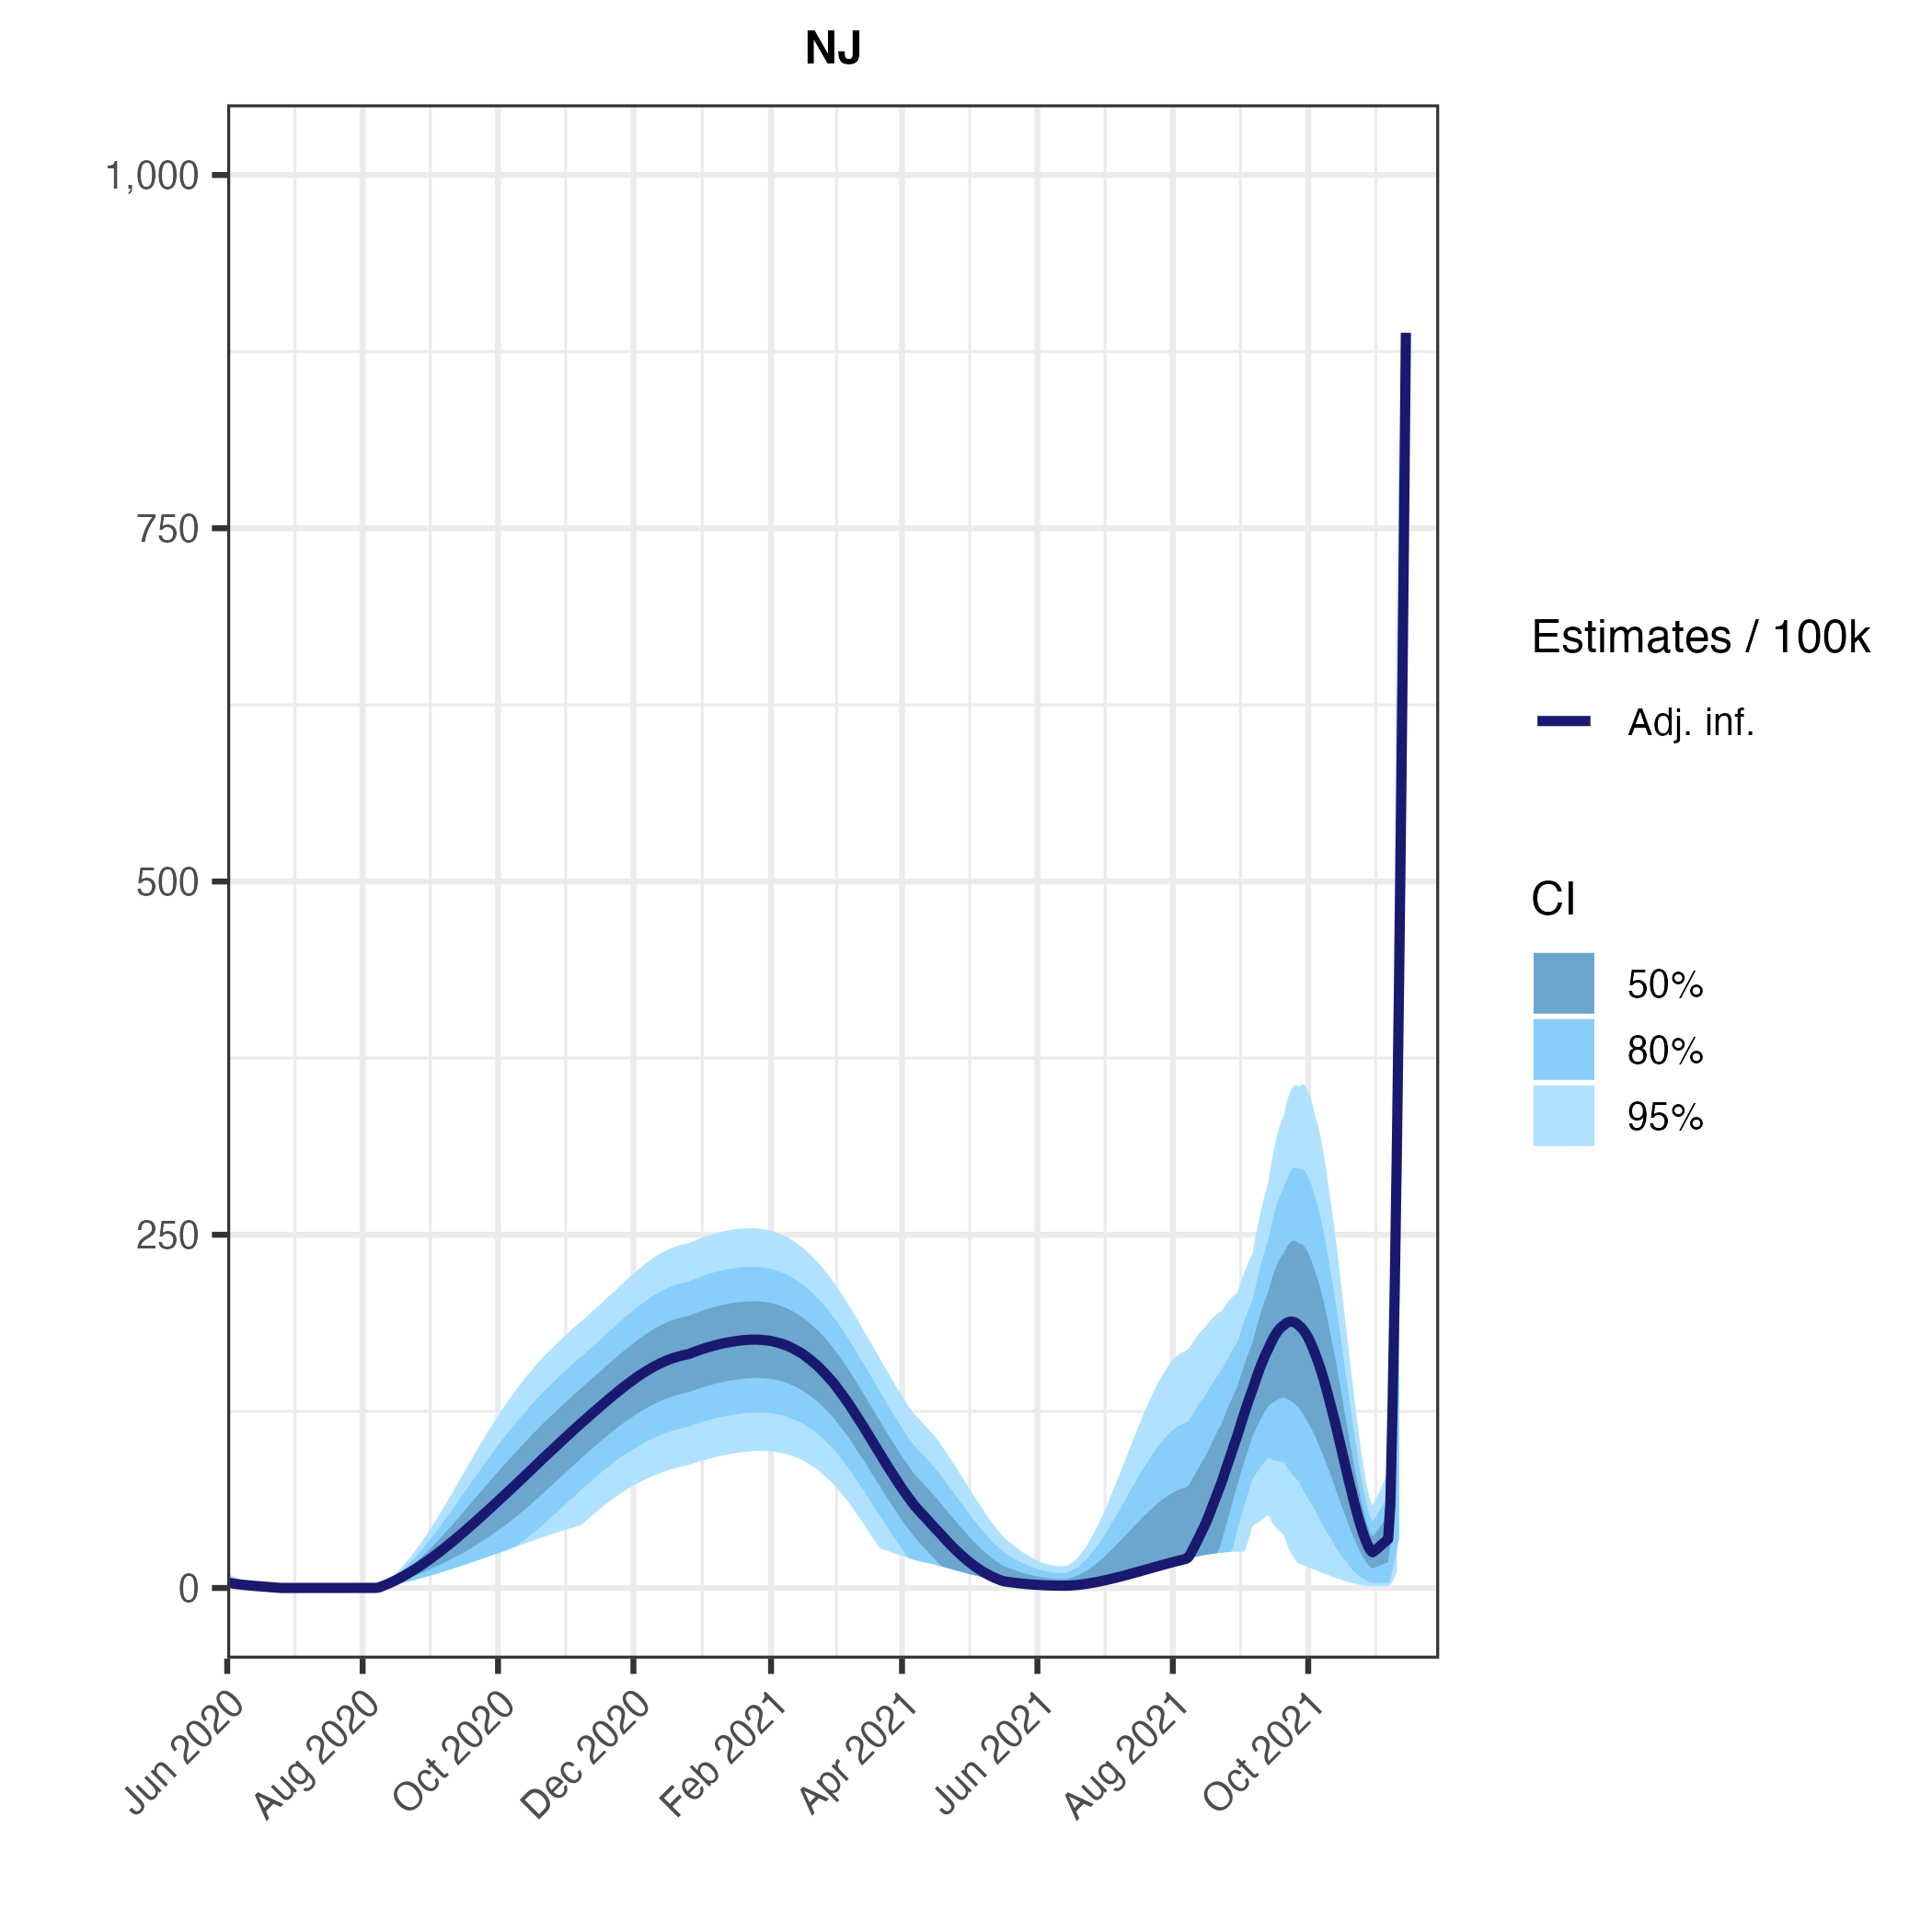 NJ
1,000
750
500
250
0
Jun 2020
Aug 2020
Oct 2020
Dec 2020
Feb 2021
Apr 2021
Jun 2021
Aug 2021
Oct 2021
Estimates / 100k
Adj. inf.
CI
50%
80%
95%